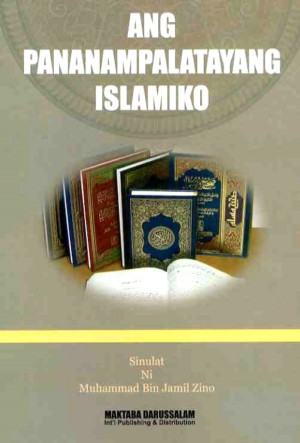 ANG
PANANAMPALATAYANG
ISLAMIKO
Sinulat
Ni
Muhammad Bin Jamil Zino
MAKTABA DARUSSALAM
Int'l Publishing & Distribution